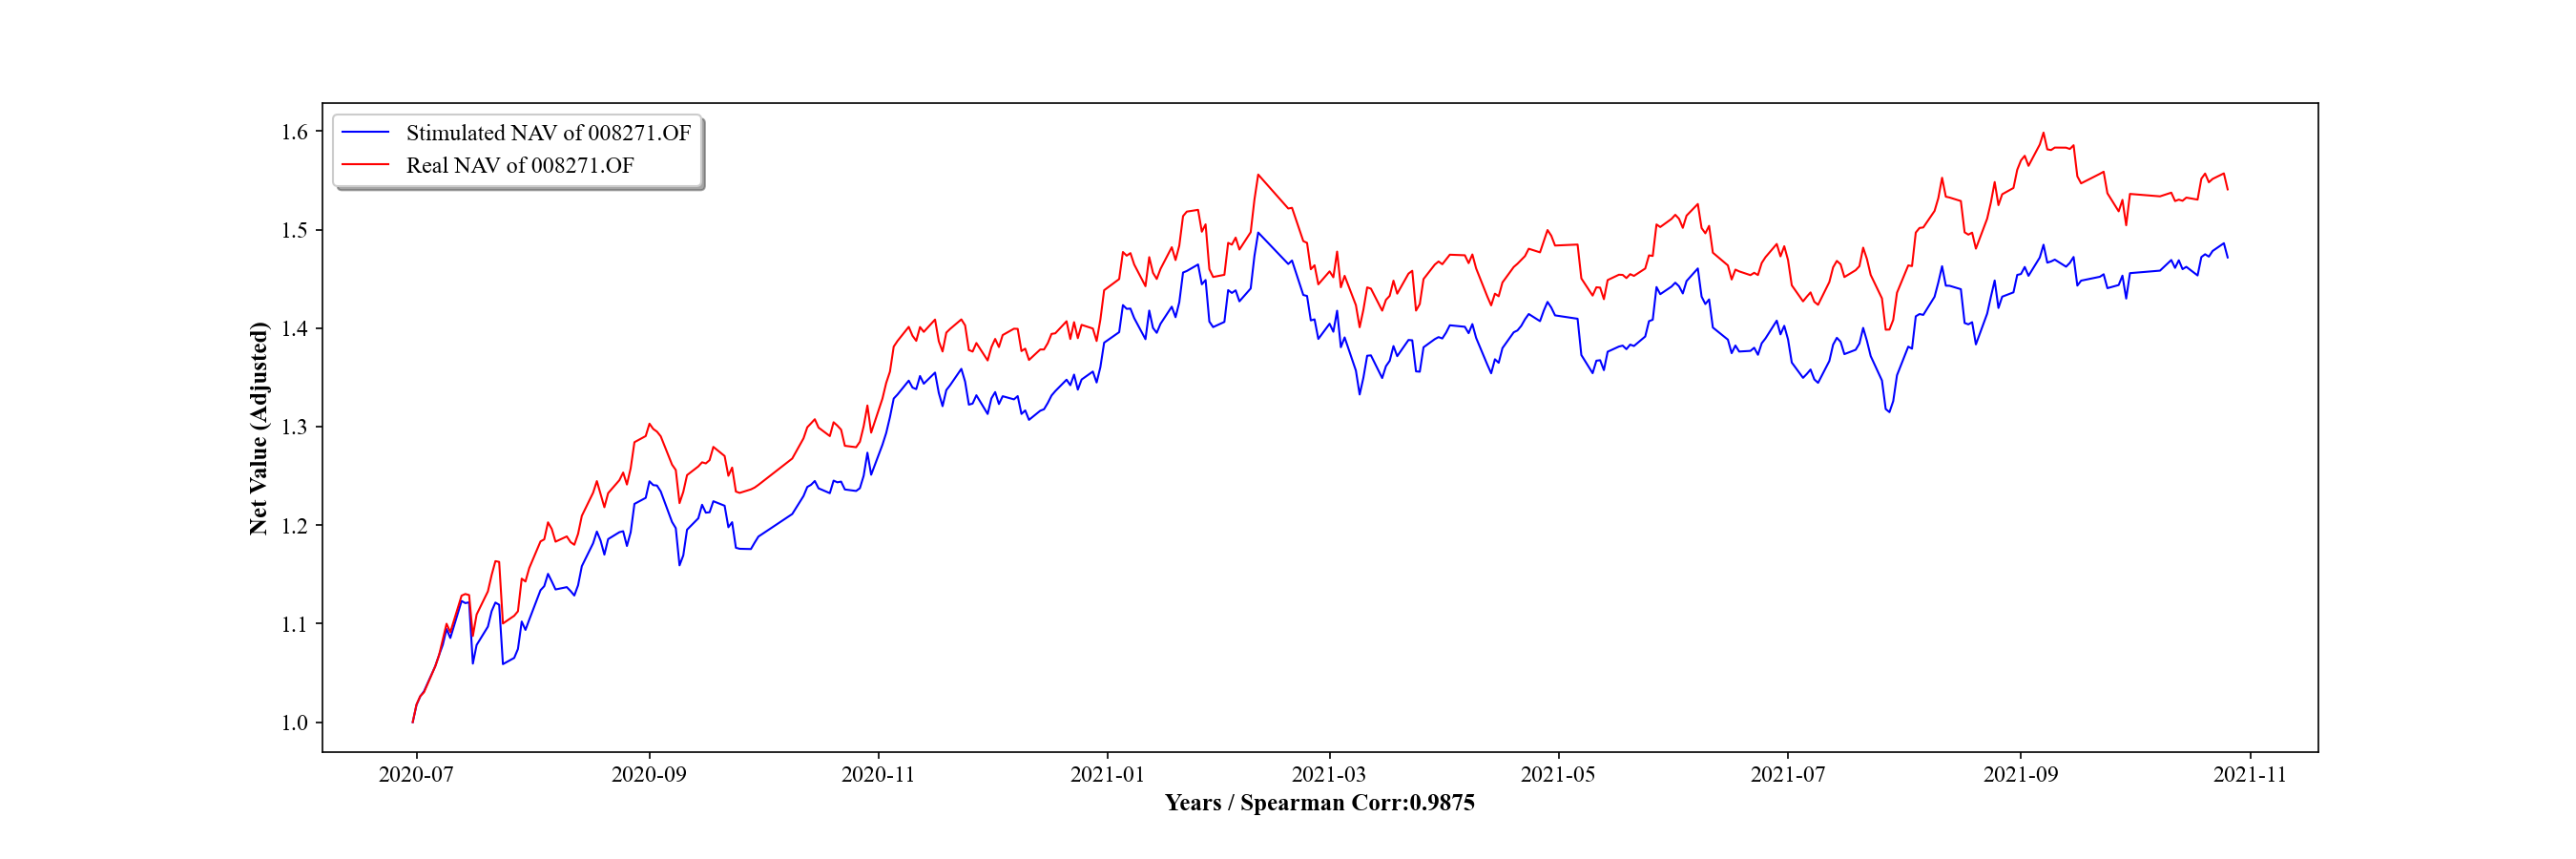 Stimulated NAV of 008271.OF
Real NAV of 008271.OF
Net Value (Adjusted)
1.6
1.5
1.4
1.3
1.2
1.1
1.0
2020-07 2020-09 2020-11 2021-01 2021-03 2021-05 2021-07 2021-09 2021-11
Years / Spearman Corr:0.9875